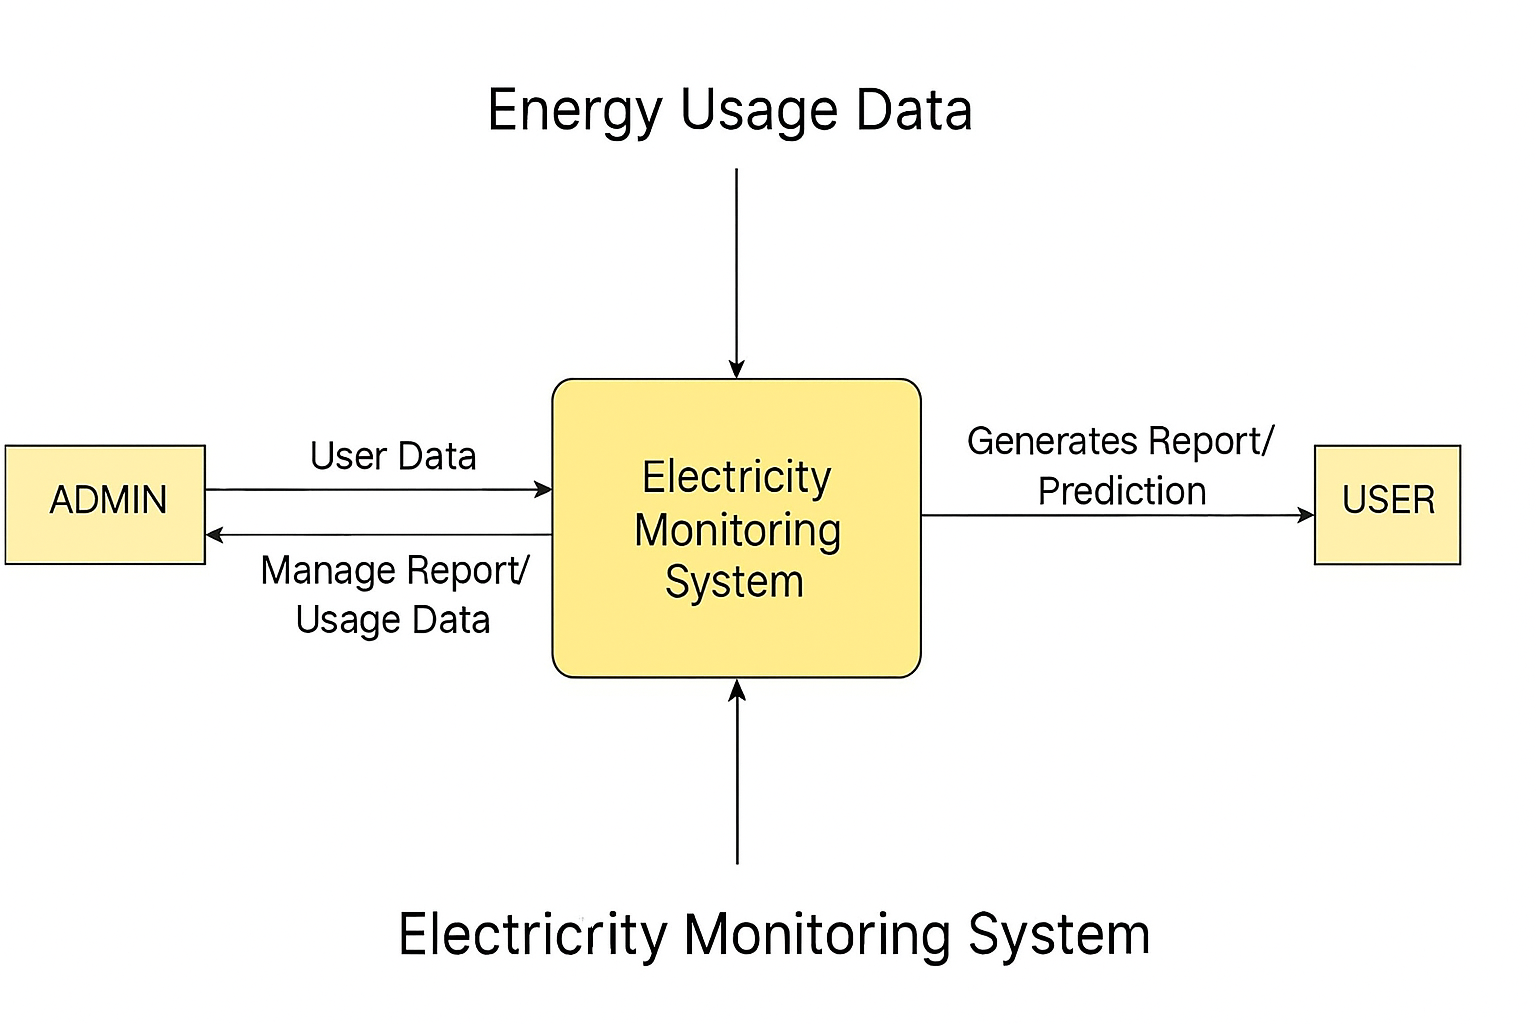 Energy Usage Data
User Data
ADMIN
Manage Report/
Usage Data
Electricity
Monitoring
System
Generates Report/
Prediction
USER
Electricrity Monitoring System